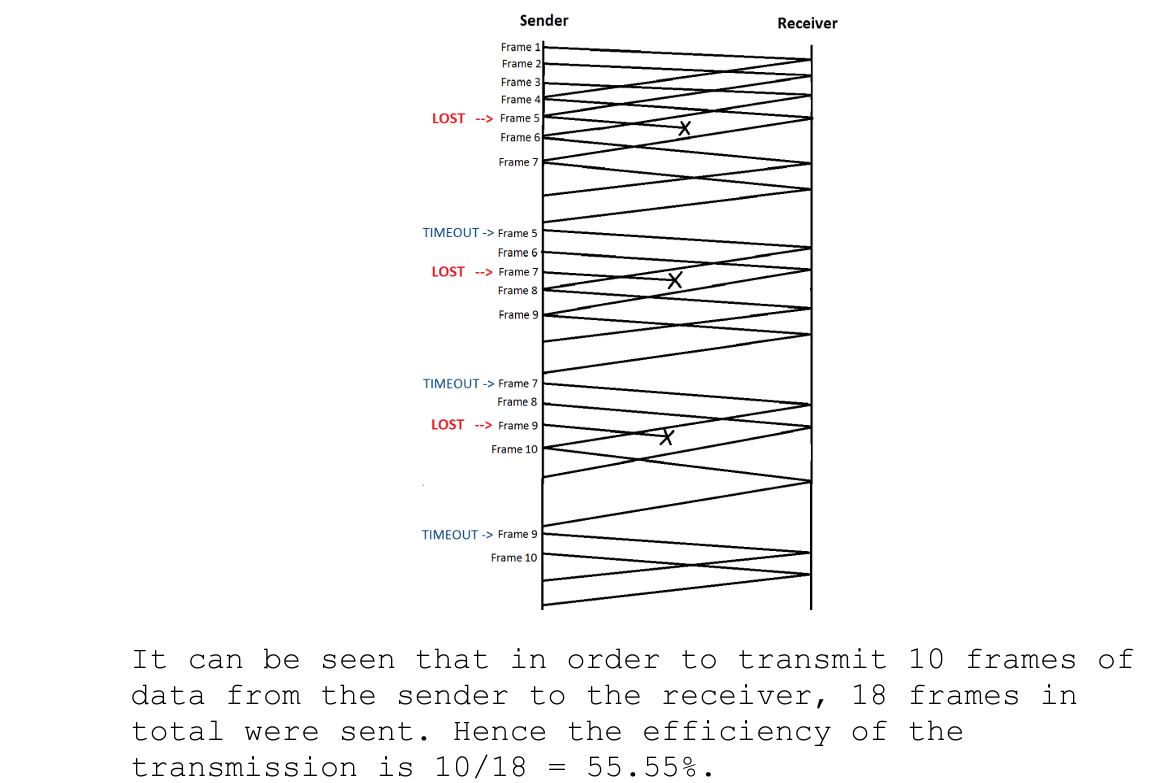 Sender
Receiver
Frame 1
Frame 2
Frame 3
Frame 4
LOST --> Frame 5
Frame 6
Frame 7
TIMEOUT -> Frame 5
Frame 6
LOST --> Frame 7
Frame 8
Frame 9
TIMEOUT -> Frame 7
Frame 8
LOST --> Frame 9
Frame 10
TIMEOUT -> Frame 9
Frame 10
It can be seen that in order to transmit 10 frames of
data from the sender to the receiver, 18 frames in
total were sent. Hence the efficiency of the
transmission is 10/18 = 55.55%.